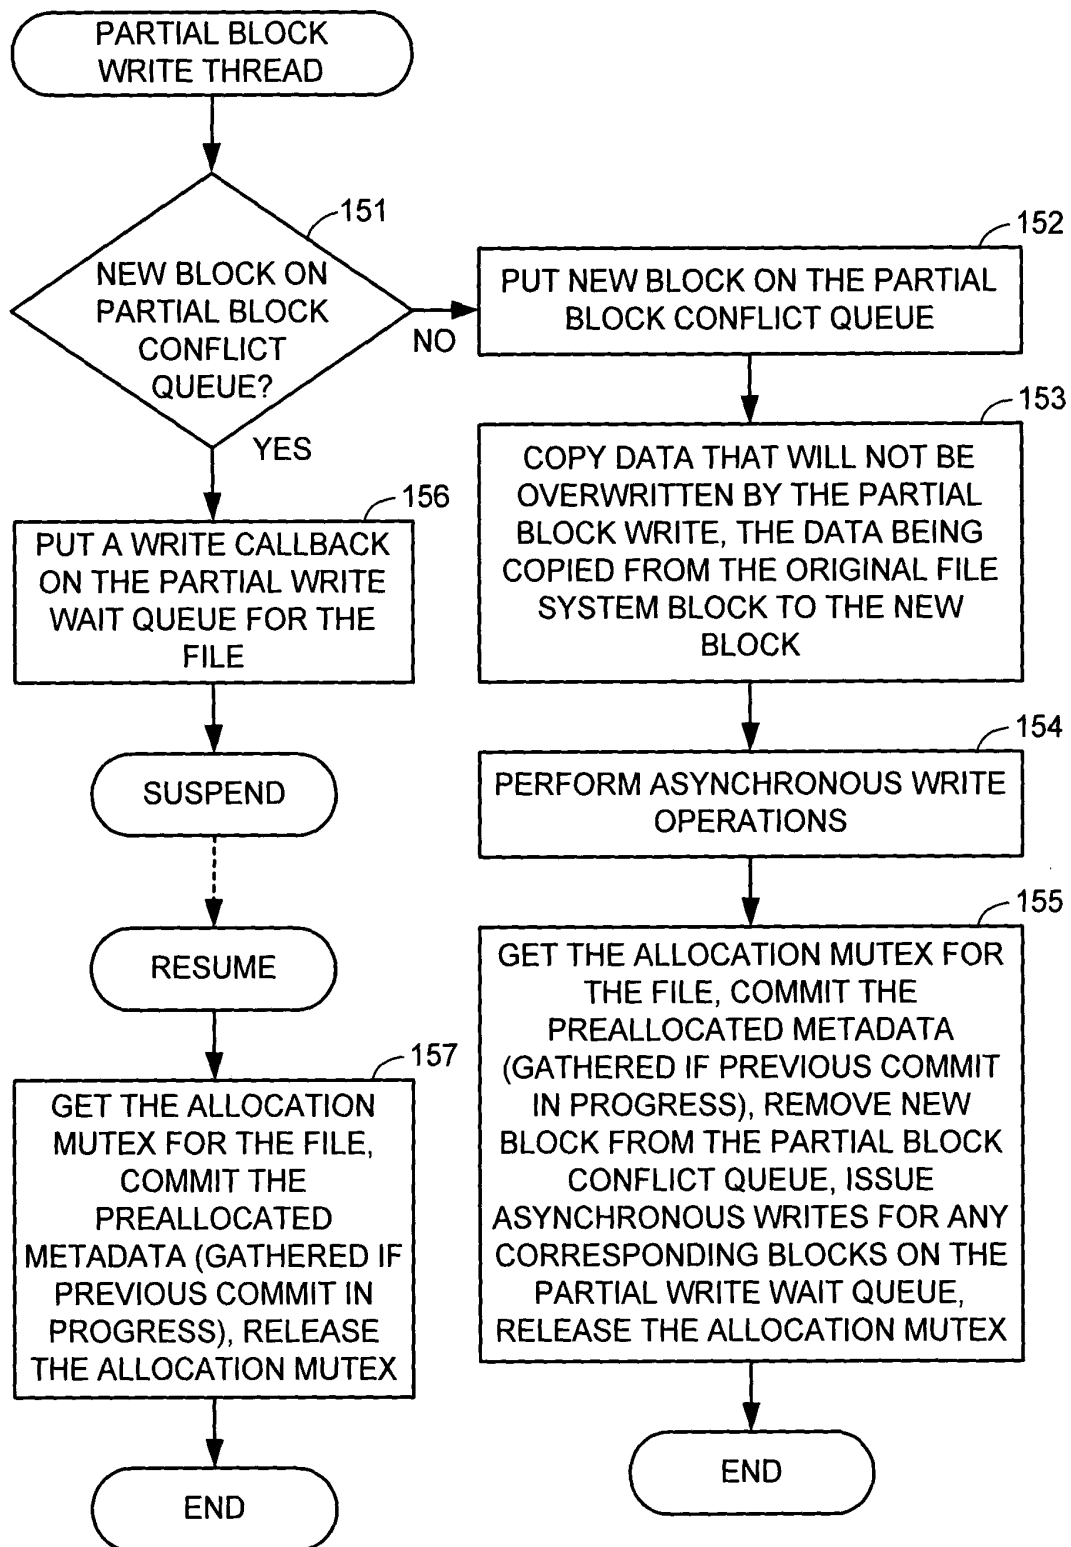 PARTIAL BLOCK
WRITE THREAD
151
NEW BLOCK ON
PARTIAL BLOCK
CONFLICT
QUEUE?
NO
YES
152
PUT NEW BLOCK ON THE PARTIAL
BLOCK CONFLICT QUEUE
153
COPY DATA THAT WILL NOT BE
OVERWRITTEN BY THE PARTIAL
BLOCK WRITE, THE DATA BEING
COPIED FROM THE ORIGINAL FILE
SYSTEM BLOCK TO THE NEW
BLOCK
154
PERFORM ASYNCHRONOUS WRITE
OPERATIONS
155
GET THE ALLOCATION MUTEX FOR
THE FILE, COMMIT THE
PREALLOCATED METADATA
(GATHERED IF PREVIOUS COMMIT
IN PROGRESS), REMOVE NEW
BLOCK FROM THE PARTIAL BLOCK
CONFLICT QUEUE, ISSUE
ASYNCHRONOUS WRITES FOR ANY
CORRESPONDING BLOCKS ON THE
PARTIAL WRITE WAIT QUEUE,
RELEASE THE ALLOCATION MUTEX
END
156
PUT A WRITE CALLBACK
ON THE PARTIAL WRITE
WAIT QUEUE FOR THE
FILE
SUSPEND
RESUME
157
GET THE ALLOCATION
MUTEX FOR THE FILE,
COMMIT THE
PREALLOCATED
METADATA (GATHERED IF
PREVIOUS COMMIT IN
PROGRESS), RELEASE
THE ALLOCATION MUTEX
END